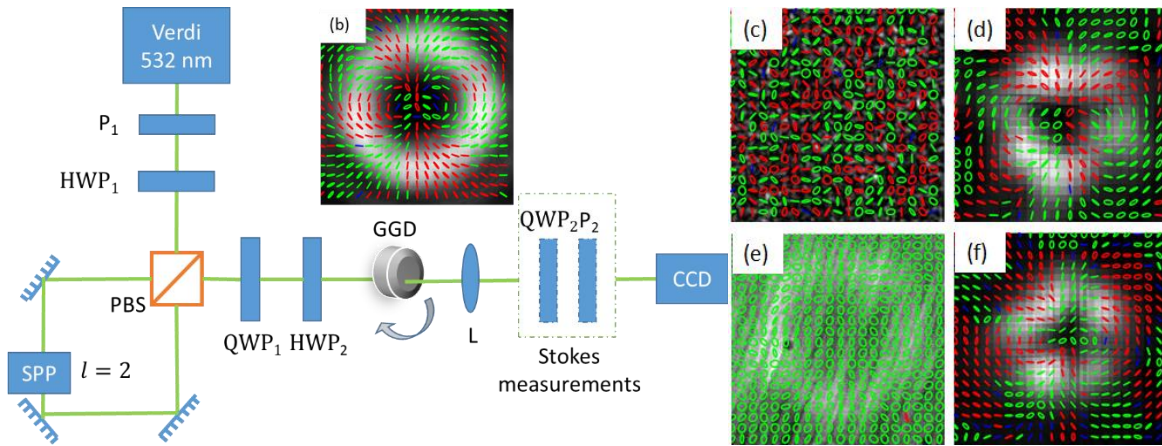 Verdi
532 nm
P₁
HWP₁
PBS
SPP
l = 2
QWP₁
HWP₂
(b)
GGD
L
QWP₂P₂
Stokes
measurements
CCD
(c)
(d)
(e)
(f)